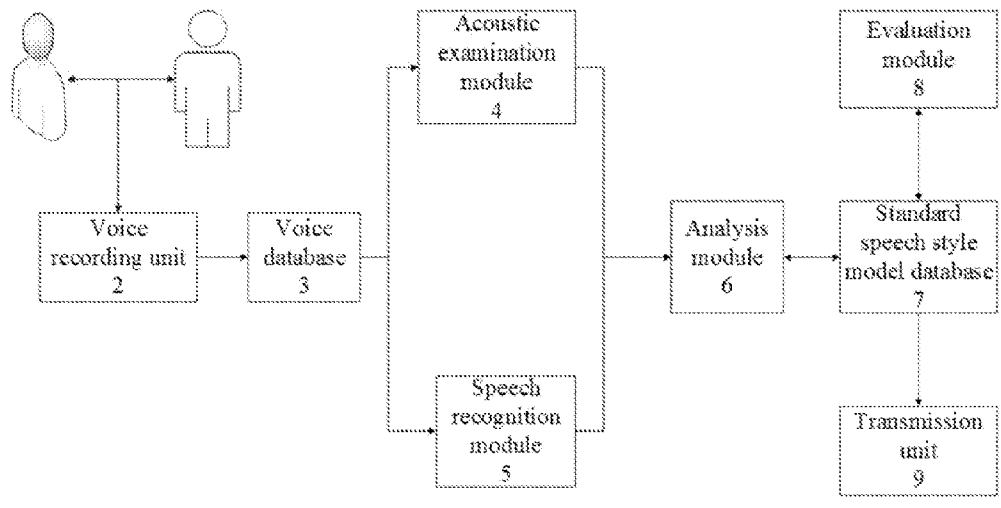 Acoustic
examination
module
4
Evaluation
module
8
Voice
recording unit
2
Voice
database
3
Analysis
module
6
Standard
speech style
model database
7
Speech
recognition
module
5
Transmission
unit
9